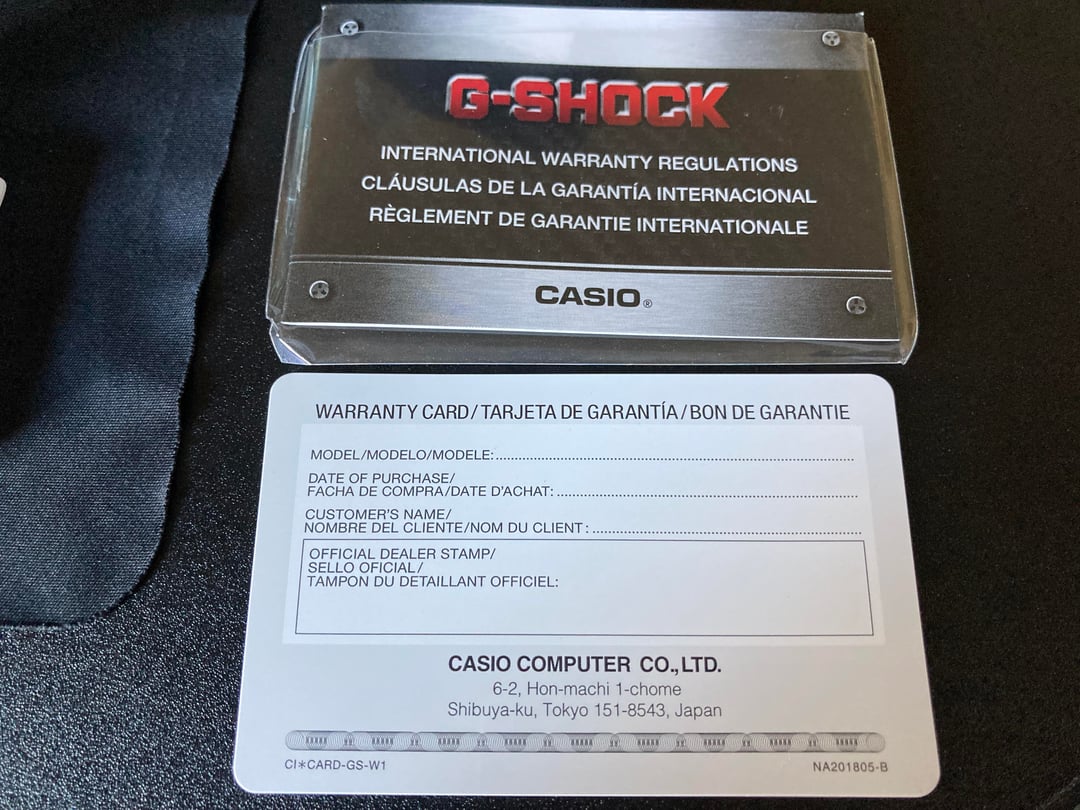 G-SHOCK
INTERNATIONAL WARRANTY REGULATIONS
CLÁUSULAS DE LA GARANTÍA INTERNACIONAL
RÈGLEMENT DE GARANTIE INTERNATIONALE
CASIO®
WARRANTY CARD/TARJETA DE GARANTÍA/BON DE GARANTIE
MODEL/MODELO/MODELE:
DATE OF PURCHASE/
FACHA DE COMPRA/DATE D'ACHAT:
CUSTOMER'S NAME/
NOMBRE DEL CLIENTE/NOM DU CLIENT:
OFFICIAL DEALER STAMP/
SELLO OFICIAL/
TAMPON DU DETAILLANT OFFICIEL:
CASIO COMPUTER CO., LTD.
6-2, Hon-machi 1-chome
Shibuya-ku, Tokyo 151-8543, Japan
CI*CARD-GS-W1
NA201805-B